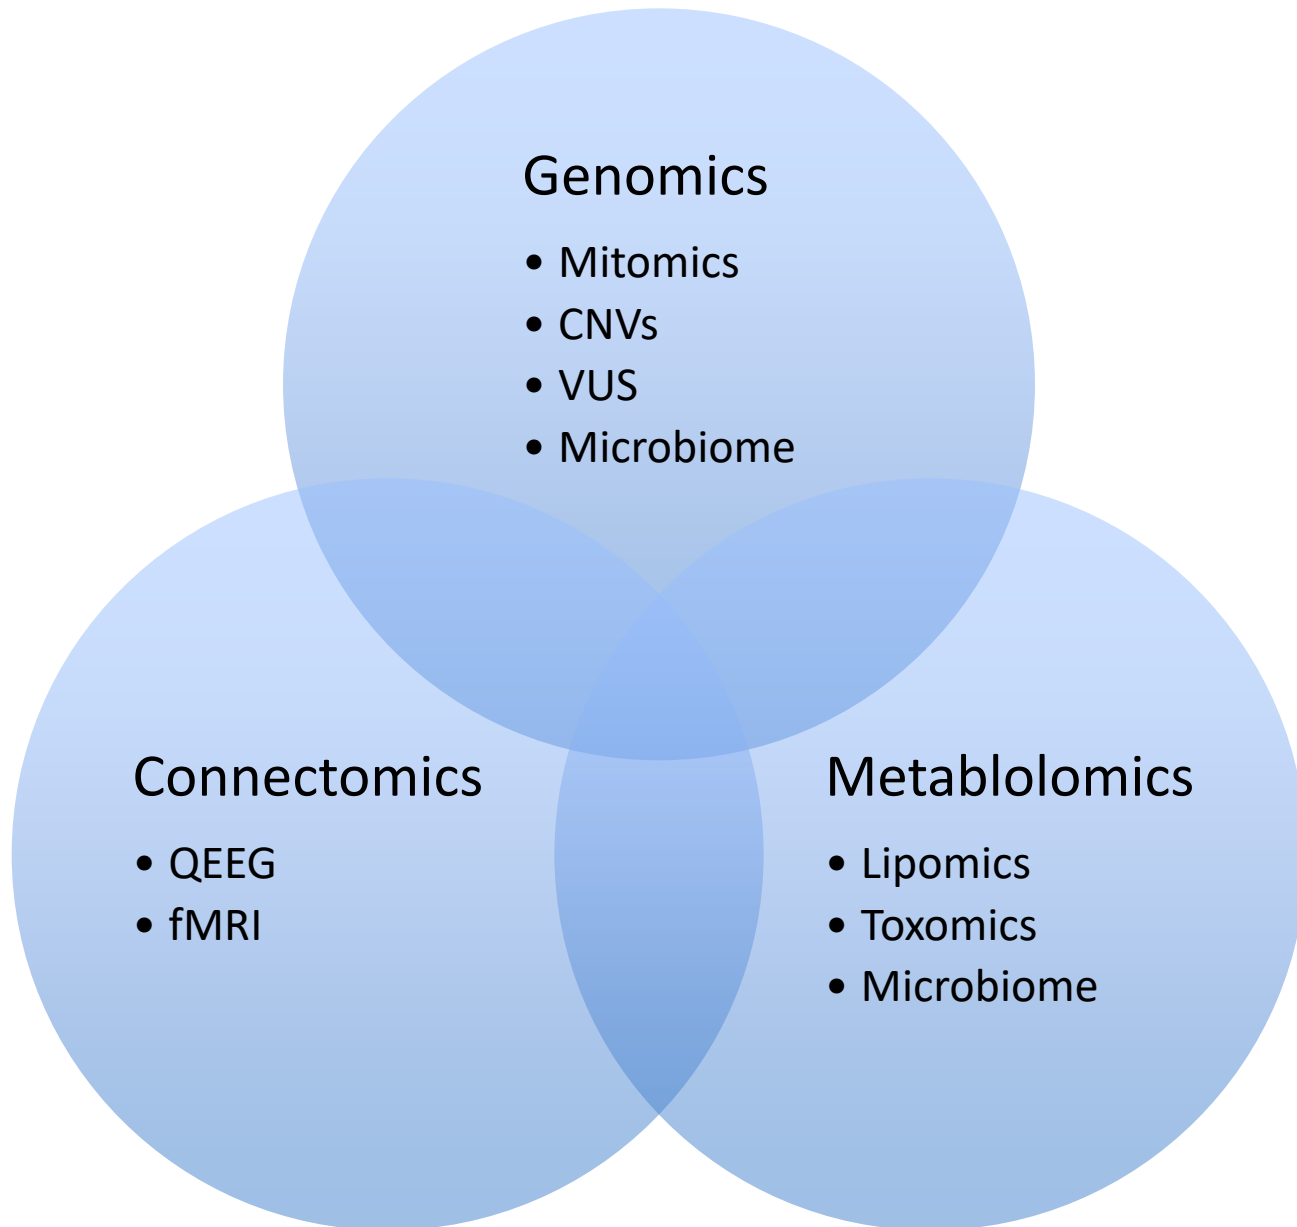 Genomics
• Mitomics
• CNVs
• VUS
• Microbiome
Connectomics
• QEEG
• fMRI
Metablolomics
• Lipomics
• Toxomics
• Microbiome